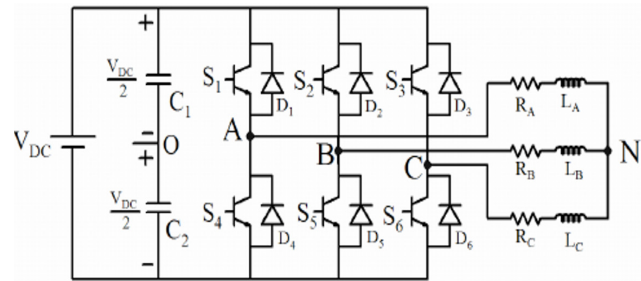 +
V_DC/2
C_1
V_DC
−
+
O
V_DC/2
C_2
−
S_1
D_1
S_2
D_2
S_3
D_3
A
B
C
S_4
D_4
S_5
D_5
S_6
D_6
R_A
L_A
R_B
L_B
N
R_C
L_C